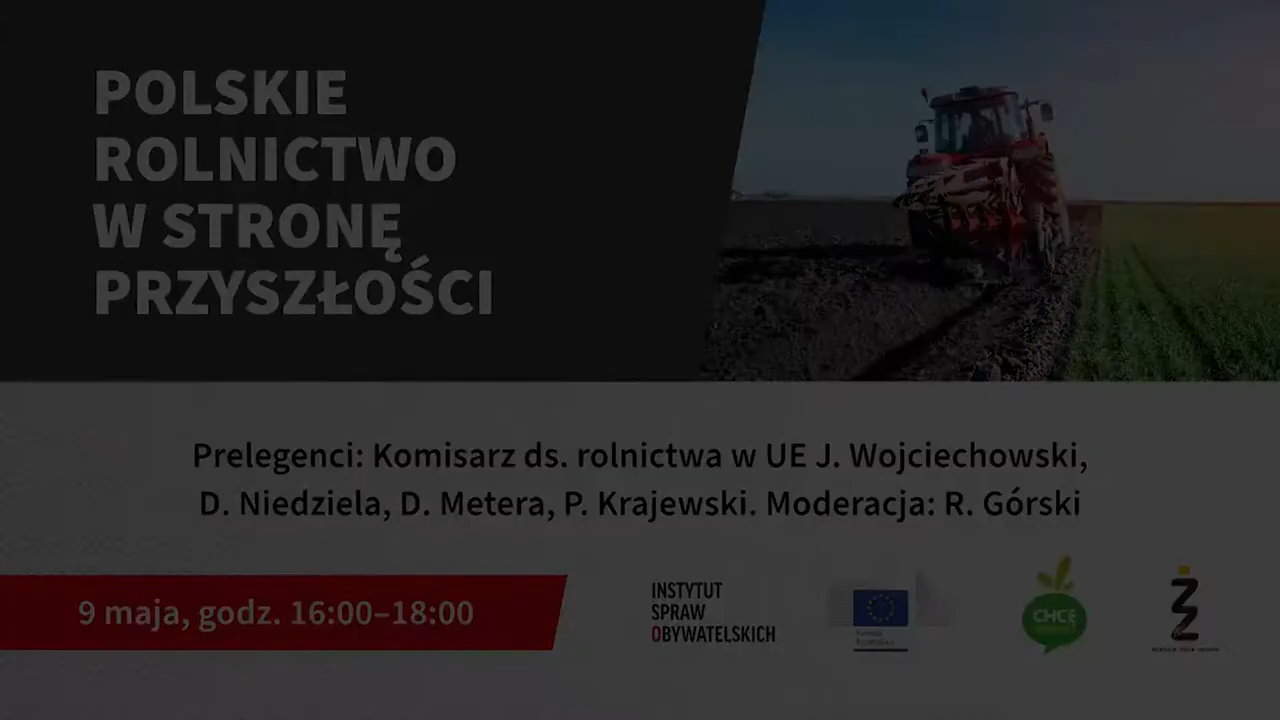 POLSKIE
ROLNICTWO
W STRONĘ
PRZYSZŁOŚCI
Prelegenci: Komisarz ds. rolnictwa w UE J. Wojciechowski,
D. Niedziela, D. Metera, P. Krajewski. Moderacja: R. Górski
9 maja, godz. 16:00–18:00
INSTYTUT
SPRAW
OBYWATELSKICH
CHCĘ